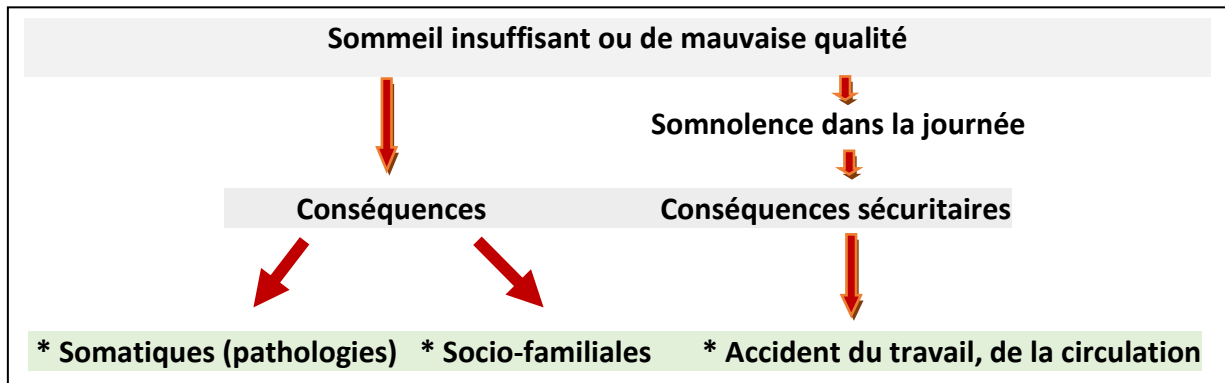 Sommeil insuffisant ou de mauvaise qualité
Somnolence dans la journée
Conséquences Conséquences sécuritaires
* Somatiques (pathologies) * Socio-familiales * Accident du travail, de la circulation